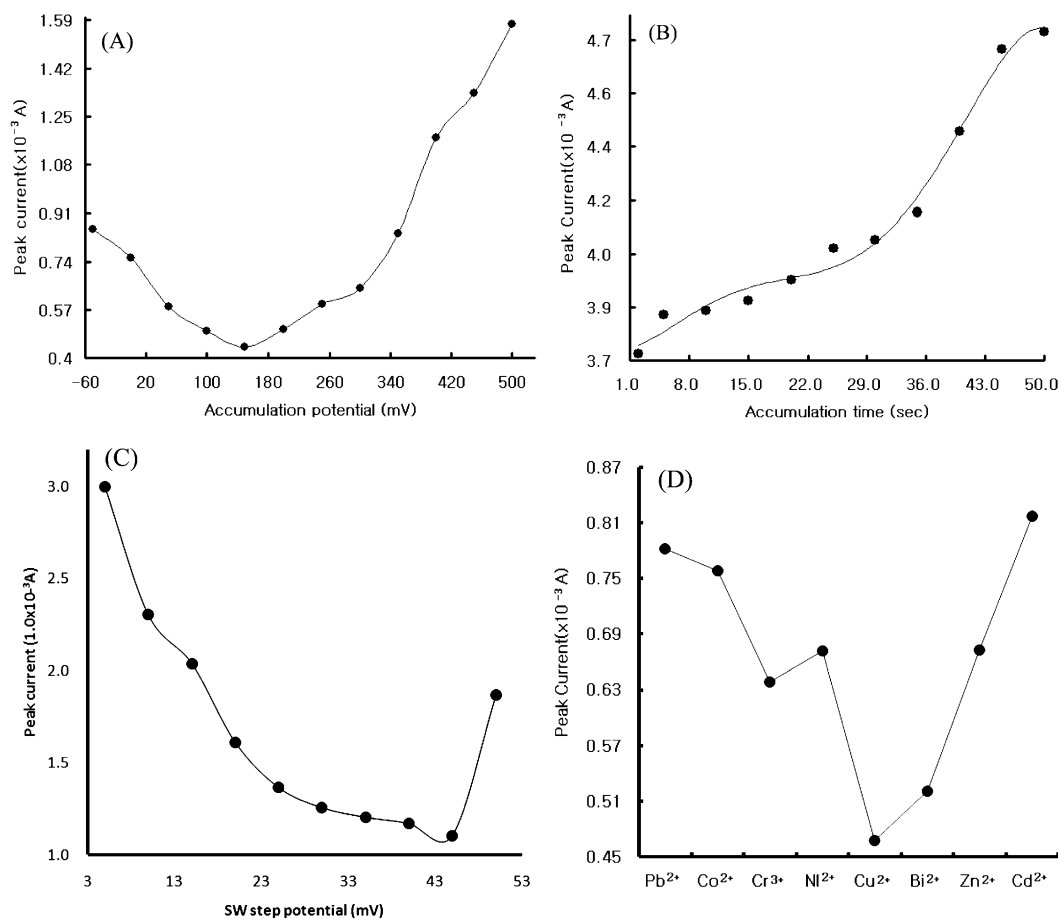 (A)
Peak current(x10⁻³ A)
1.59
1.42
1.25
1.08
0.91
0.74
0.57
0.4
−60 20 100 180 260 340 420 500
Accumulation potential (mV)
(B)
Peak Current(x10⁻³A)
4.7
4.6
4.4
4.2
4.0
3.9
3.7
1.0 8.0 15.0 22.0 29.0 36.0 43.0 50.0
Accumulation time (sec)
(C)
Peak current (1.0x10-³A)
3.0
2.5
2.0
1.5
1.0
3 13 23 33 43 53
SW step potential (mV)
(D)
Peak Current(x10⁻³ A)
0.87
0.81
0.75
0.69
0.63
0.57
0.51
0.45
Pb²⁺ Co²⁺ Cr³⁺ NI²⁺ Cu²⁺ Bi²⁺ Zn²⁺ Cd²⁺